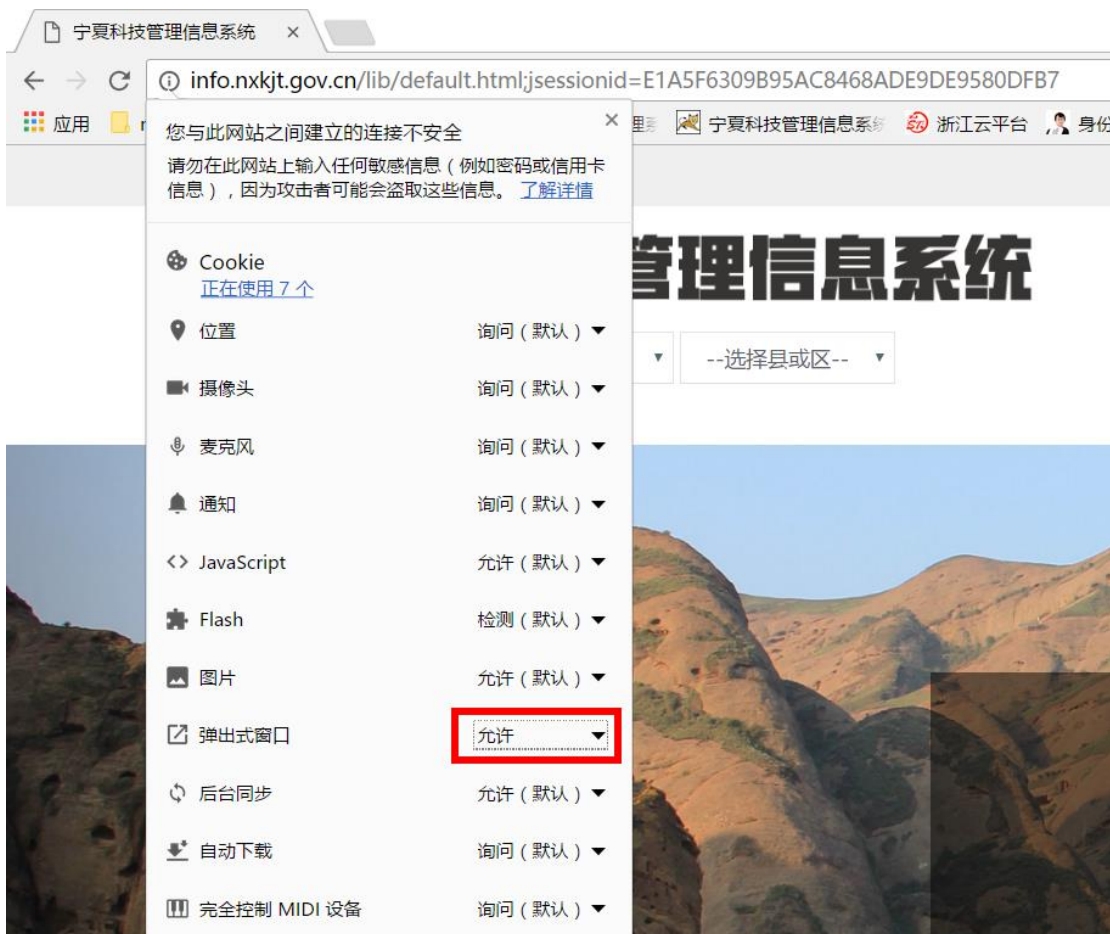 宁夏科技管理信息系统
info.nxkjt.gov.cn/lib/default.html;jsessionid=E1A5F6309B95AC8468ADE9DE9580DFB7
应用
宁夏科技管理信息系
浙江云平台
身份
您与此网站之间建立的连接不安全
请勿在此网站上输入任何敏感信息（例如密码或信用卡
信息），因为攻击者可能会盗取这些信息。 了解详情
管理信息系统
Cookie
正在使用 7 个
--选择县或区--
位置 询问（默认）
摄像头 询问（默认）
麦克风 询问（默认）
通知 询问（默认）
JavaScript 允许（默认）
Flash 检测（默认）
图片 允许（默认）
弹出式窗口 允许
后台同步 允许（默认）
自动下载 询问（默认）
完全控制 MIDI 设备 询问（默认）